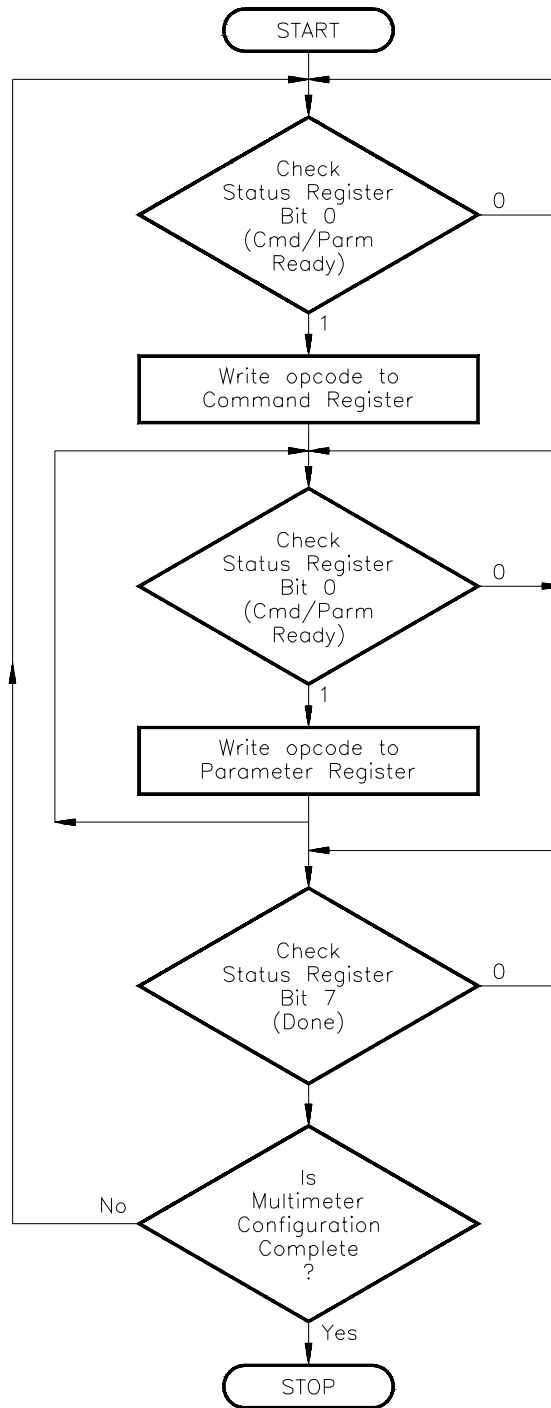 START
Check
Status Register
Bit 0
(Cmd/Parm
Ready)
0
1
Write opcode to
Command Register
Check
Status Register
Bit 0
(Cmd/Parm
Ready)
0
1
Write opcode to
Parameter Register
Check
Status Register
Bit 7
(Done)
0
Is
Multimeter
Configuration
Complete
?
No
Yes
STOP